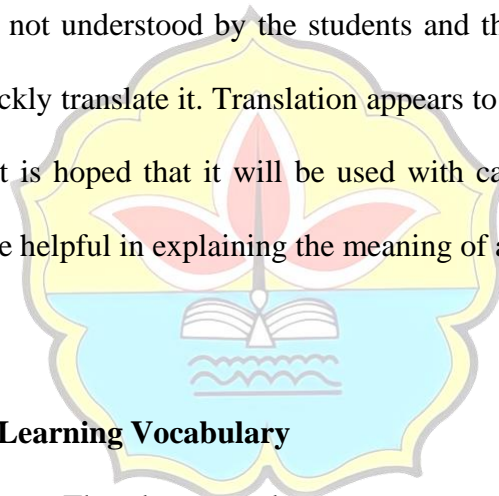 not understood by the students and th
ckly translate it. Translation appears to
t is hoped that it will be used with ca
e helpful in explaining the meaning of a
Learning Vocabulary